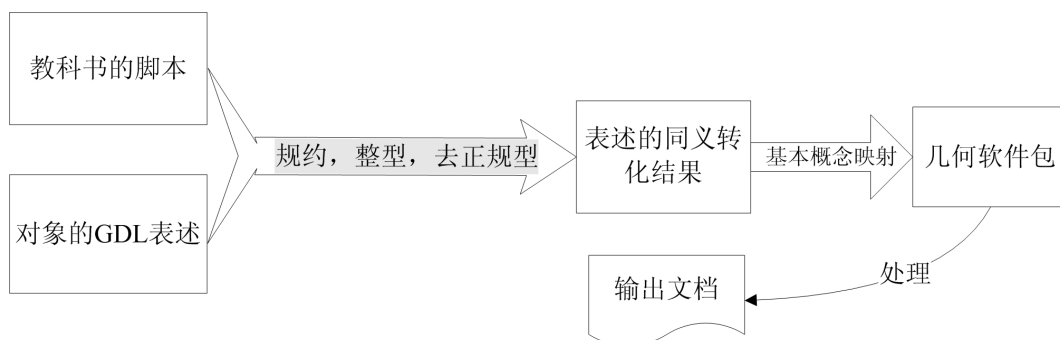 教科书的脚本
对象的GDL表述
规约，整型，去正规型
表述的同义转
化结果
基本概念映射
几何软件包
处理
输出文档